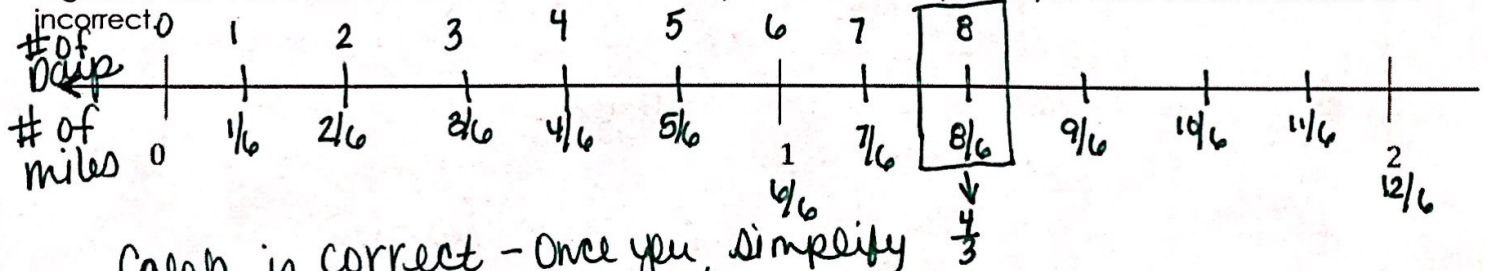 incorrect.
# of Days 0 1 2 3 4 5 6 7 8
# of miles 0 1/6 2/6 3/6 4/6 5/6 1 7/6 8/6 9/6 10/6 11/6 2
6/6 12/6
4/3
Caleb is correct - Once you simplify